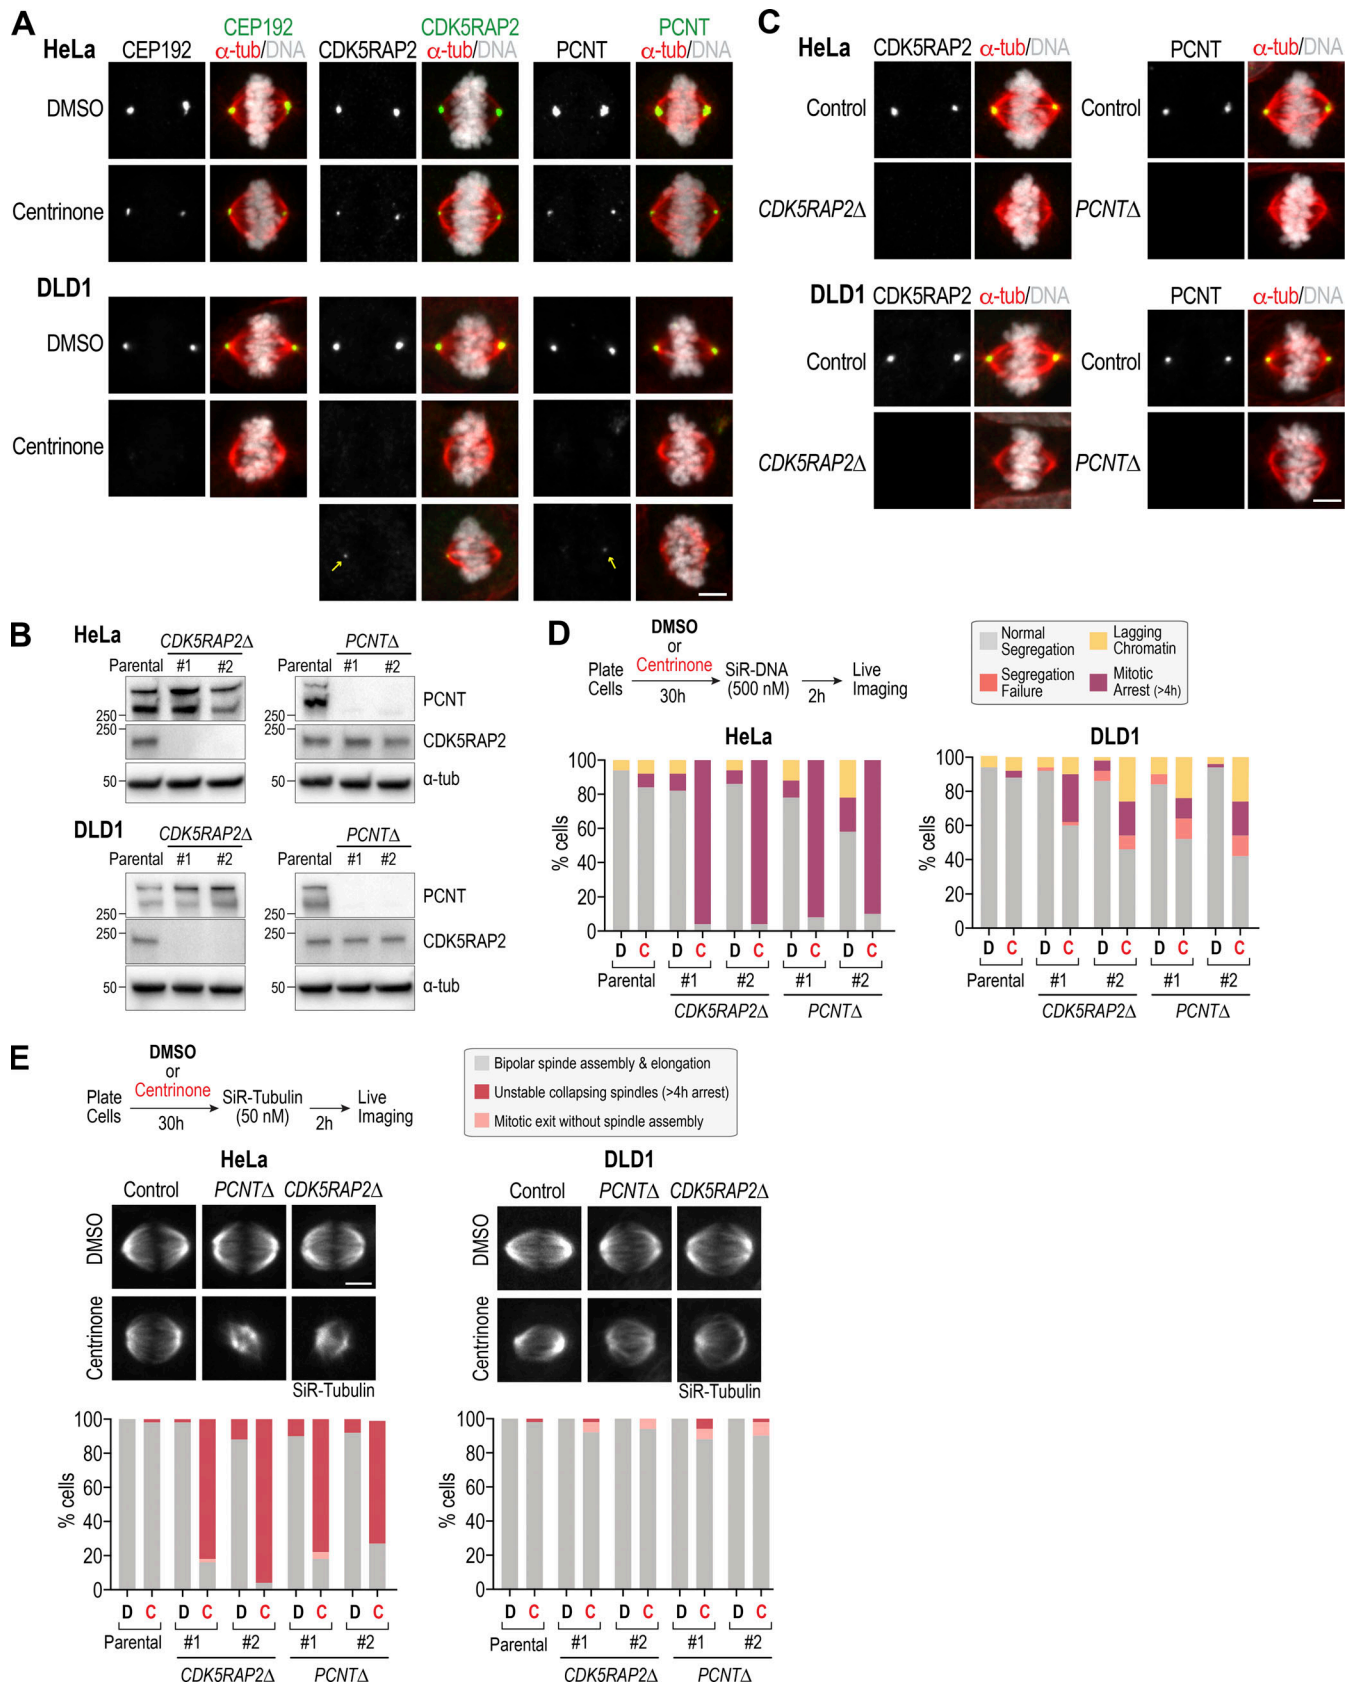 A
HeLa
CEP192
CEP192
α-tub/DNA
CDK5RAP2
CDK5RAP2
α-tub/DNA
PCNT
PCNT
α-tub/DNA
DMSO
Centrinone
DLD1
DMSO
Centrinone
C
HeLa
CDK5RAP2 α-tub/DNA
PCNT α-tub/DNA
Control
Control
CDK5RAP2Δ
PCNTΔ
DLD1
CDK5RAP2 α-tub/DNA
PCNT α-tub/DNA
Control
Control
CDK5RAP2Δ
PCNTΔ
B
HeLa
CDK5RAP2Δ
PCNTΔ
Parental #1 #2
Parental #1 #2
250
250
PCNT
250
250
CDK5RAP2
50
50
α-tub
DLD1
CDK5RAP2Δ
PCNTΔ
Parental #1 #2
Parental #1 #2
250
250
PCNT
250
250
CDK5RAP2
50
50
α-tub
D
DMSO
or
Centrinone
Plate
Cells
30h
SiR-DNA
(500 nM)
2h
Live
Imaging
Normal
Segregation
Lagging
Chromatin
Segregation
Failure
Mitotic
Arrest (>4h)
HeLa
% cells
100
80
60
40
20
0
D C D C D C D C D C
Parental #1 #2 #1 #2
CDK5RAP2Δ PCNTΔ
DLD1
% cells
100
80
60
40
20
0
D C D C D C D C D C
Parental #1 #2 #1 #2
CDK5RAP2Δ PCNTΔ
E
DMSO
or
Centrinone
Plate
Cells
30h
SiR-Tubulin
(50 nM)
2h
Live
Imaging
Bipolar spinde assembly & elongation
Unstable collapsing spindles (>4h arrest)
Mitotic exit without spindle assembly
HeLa
Control PCNTΔ CDK5RAP2Δ
DMSO
Centrinone
SiR-Tubulin
% cells
100
80
60
40
20
0
D C D C D C D C D C
Parental #1 #2 #1 #2
CDK5RAP2Δ PCNTΔ
DLD1
Control PCNTΔ CDK5RAP2Δ
DMSO
Centrinone
SiR-Tubulin
% cells
100
80
60
40
20
0
D C D C D C D C D C
Parental #1 #2 #1 #2
CDK5RAP2Δ PCNTΔ